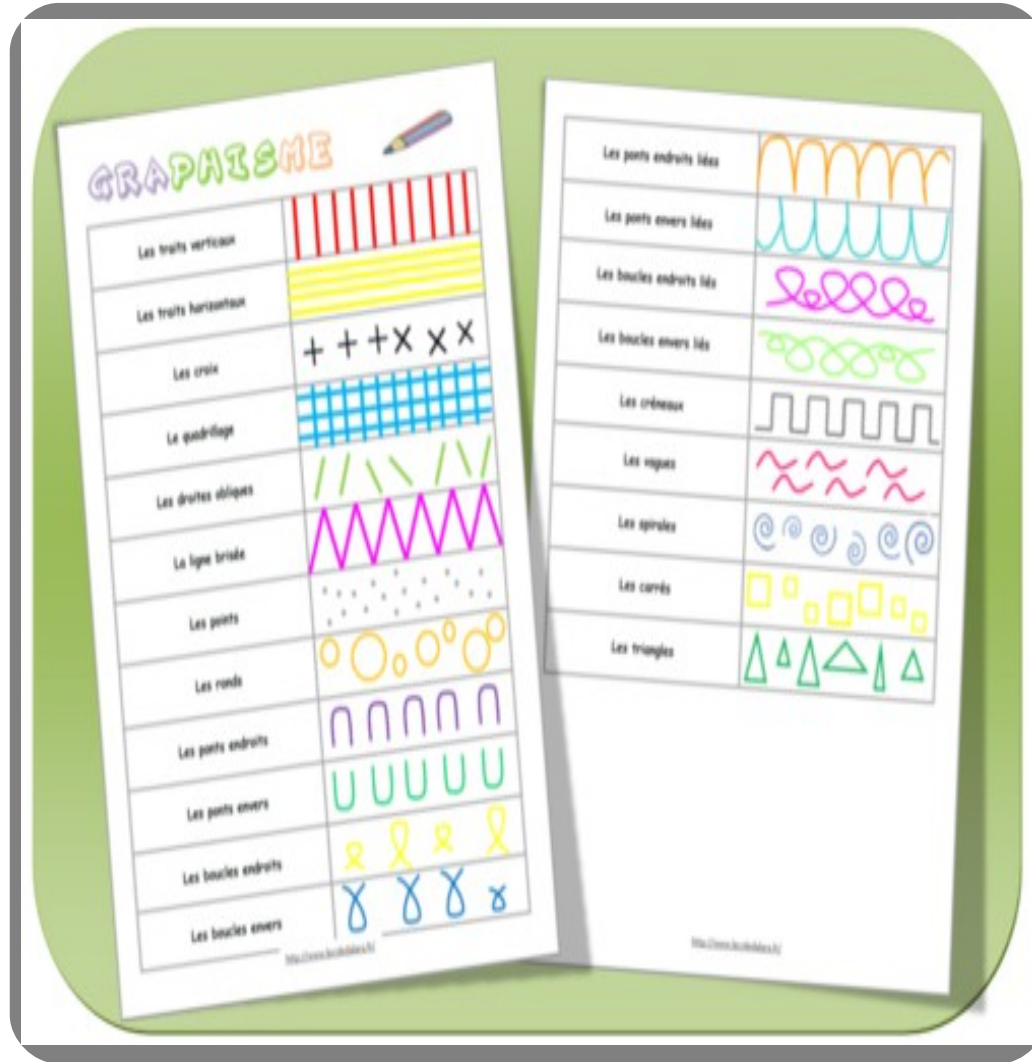 GRAPHISME
Les traits verticaux
Les traits horizontaux
Les croix
Le quadrillage
Les droites obliques
La ligne brisée
Les points
Les ronds
Les ponts endroits
Les ponts envers
Les boucles endroits
Les boucles envers
Les ponts endroits liées
Les ponts envers liées
Les boucles endroits liés
Les boucles envers liés
Les créneaux
Les vagues
Les spirales
Les carrés
Les triangles